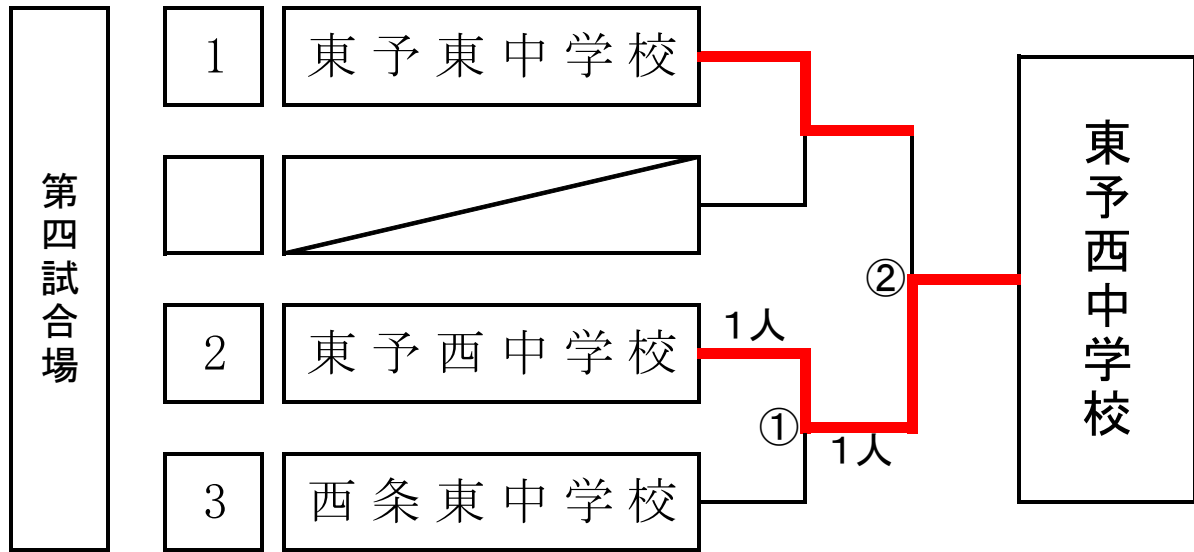 第四試合場
1
東予東中学校
2
東予西中学校
1人
①
1人
②
3
西条東中学校
東予西中学校